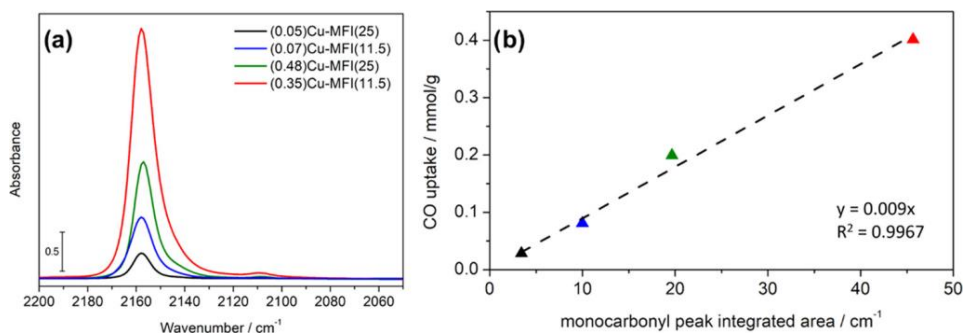 (a)
(0.05)Cu-MFI(25)
(0.07)Cu-MFI(11.5)
(0.48)Cu-MFI(25)
(0.35)Cu-MFI(11.5)
Absorbance
0.5
2200 2180 2160 2140 2120 2100 2080 2060
Wavenumber / cm⁻¹
(b)
CO uptake / mmol/g
0.4
0.3
0.2
0.1
0.0
y = 0.009x
R² = 0.9967
0 10 20 30 40 50
monocarbonyl peak integrated area / cm⁻¹